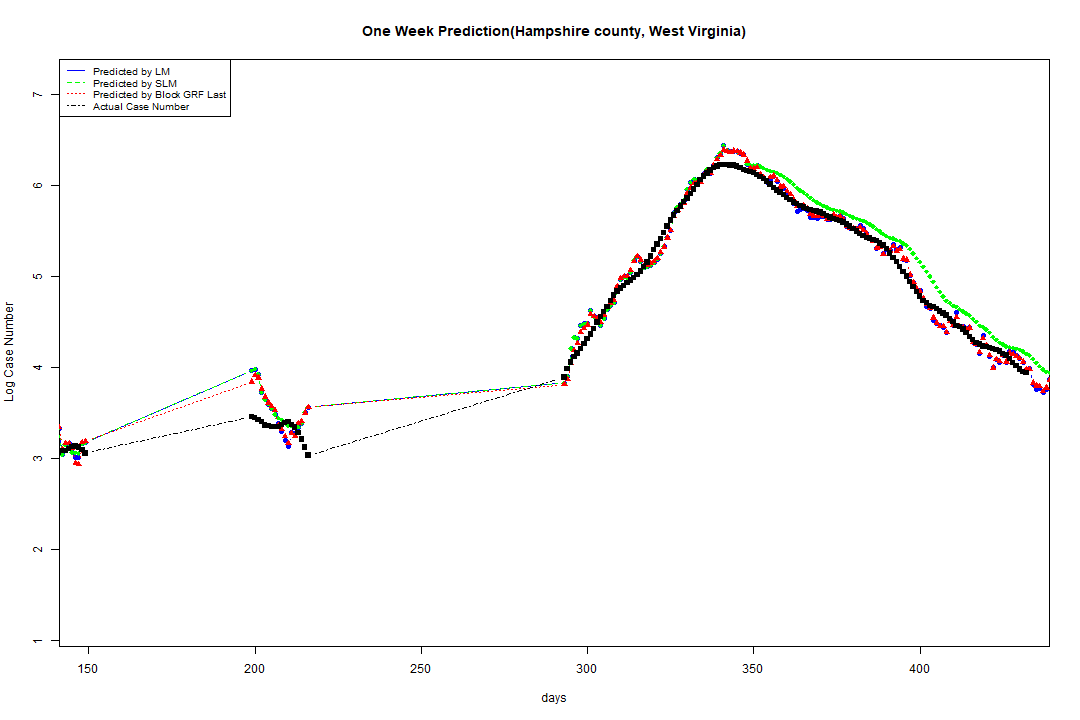 One Week Prediction(Hampshire county, West Virginia)
Predicted by LM
Predicted by SLM
Predicted by Block GRF Last
Actual Case Number
Log Case Number
7
6
5
4
3
2
1
150 200 250 300 350 400
days